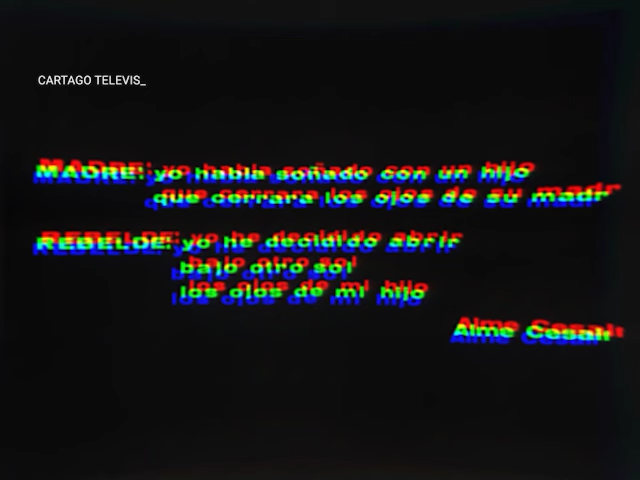 CARTAGO TELEVIS_
MADRE: yo habia soñado con un hijo
que cerrara los ojos de su madr
REBELDE: yo he decidido abrir
bajo otro sol
los ojos de mi hijo
Aime Cesair